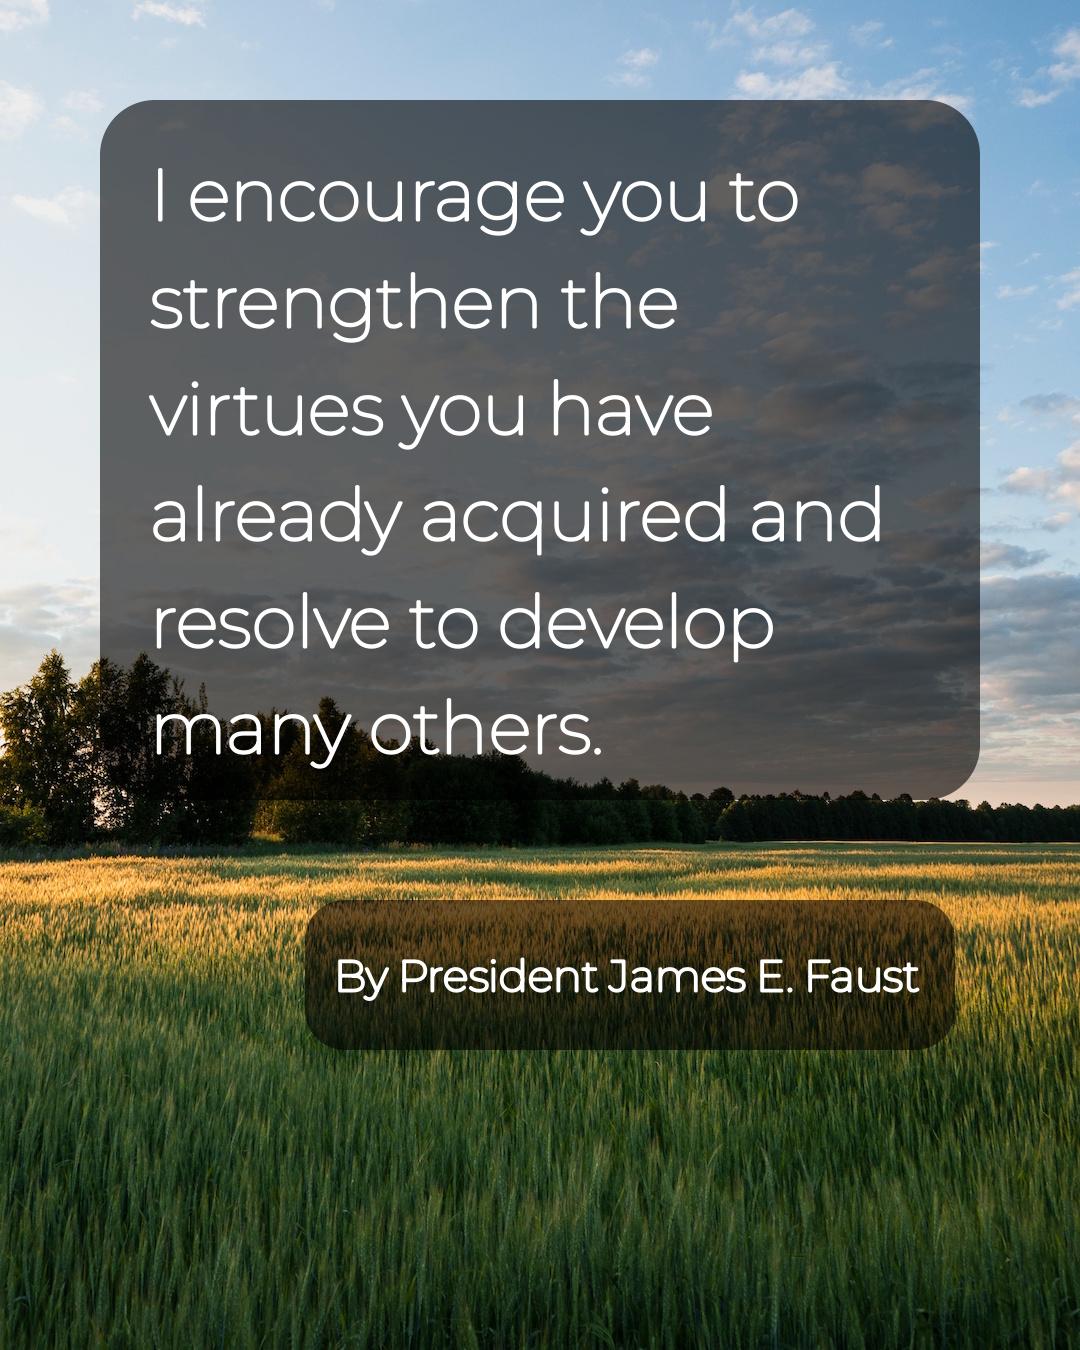 I encourage you to
strengthen the
virtues you have
already acquired and
resolve to develop
many others.
By President James E. Faust